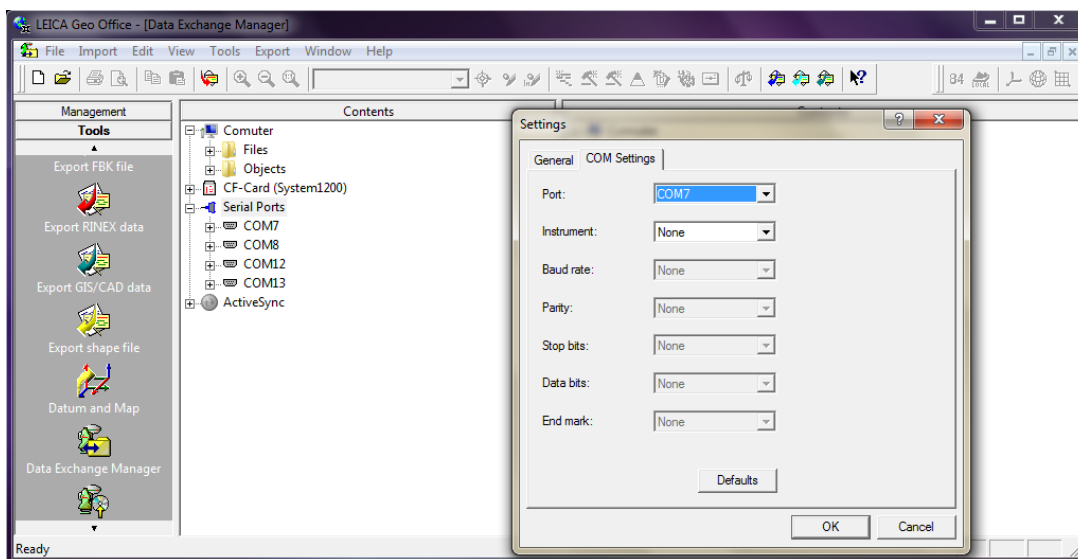 LEICA Geo Office - [Data Exchange Manager]
File Import Edit View Tools Export Window Help
84
LOCAL
Management
Tools
Export FBK file
Export RINEX data
Export GIS/CAD data
Export shape file
Datum and Map
Data Exchange Manager
Contents
Comuter
Files
Objects
CF-Card (System1200)
Serial Ports
COM7
COM8
COM12
COM13
ActiveSync
Settings
General COM Settings
Port: COM7
Instrument: None
Baud rate: None
Parity: None
Stop bits: None
Data bits: None
End mark: None
Defaults
OK Cancel
Ready